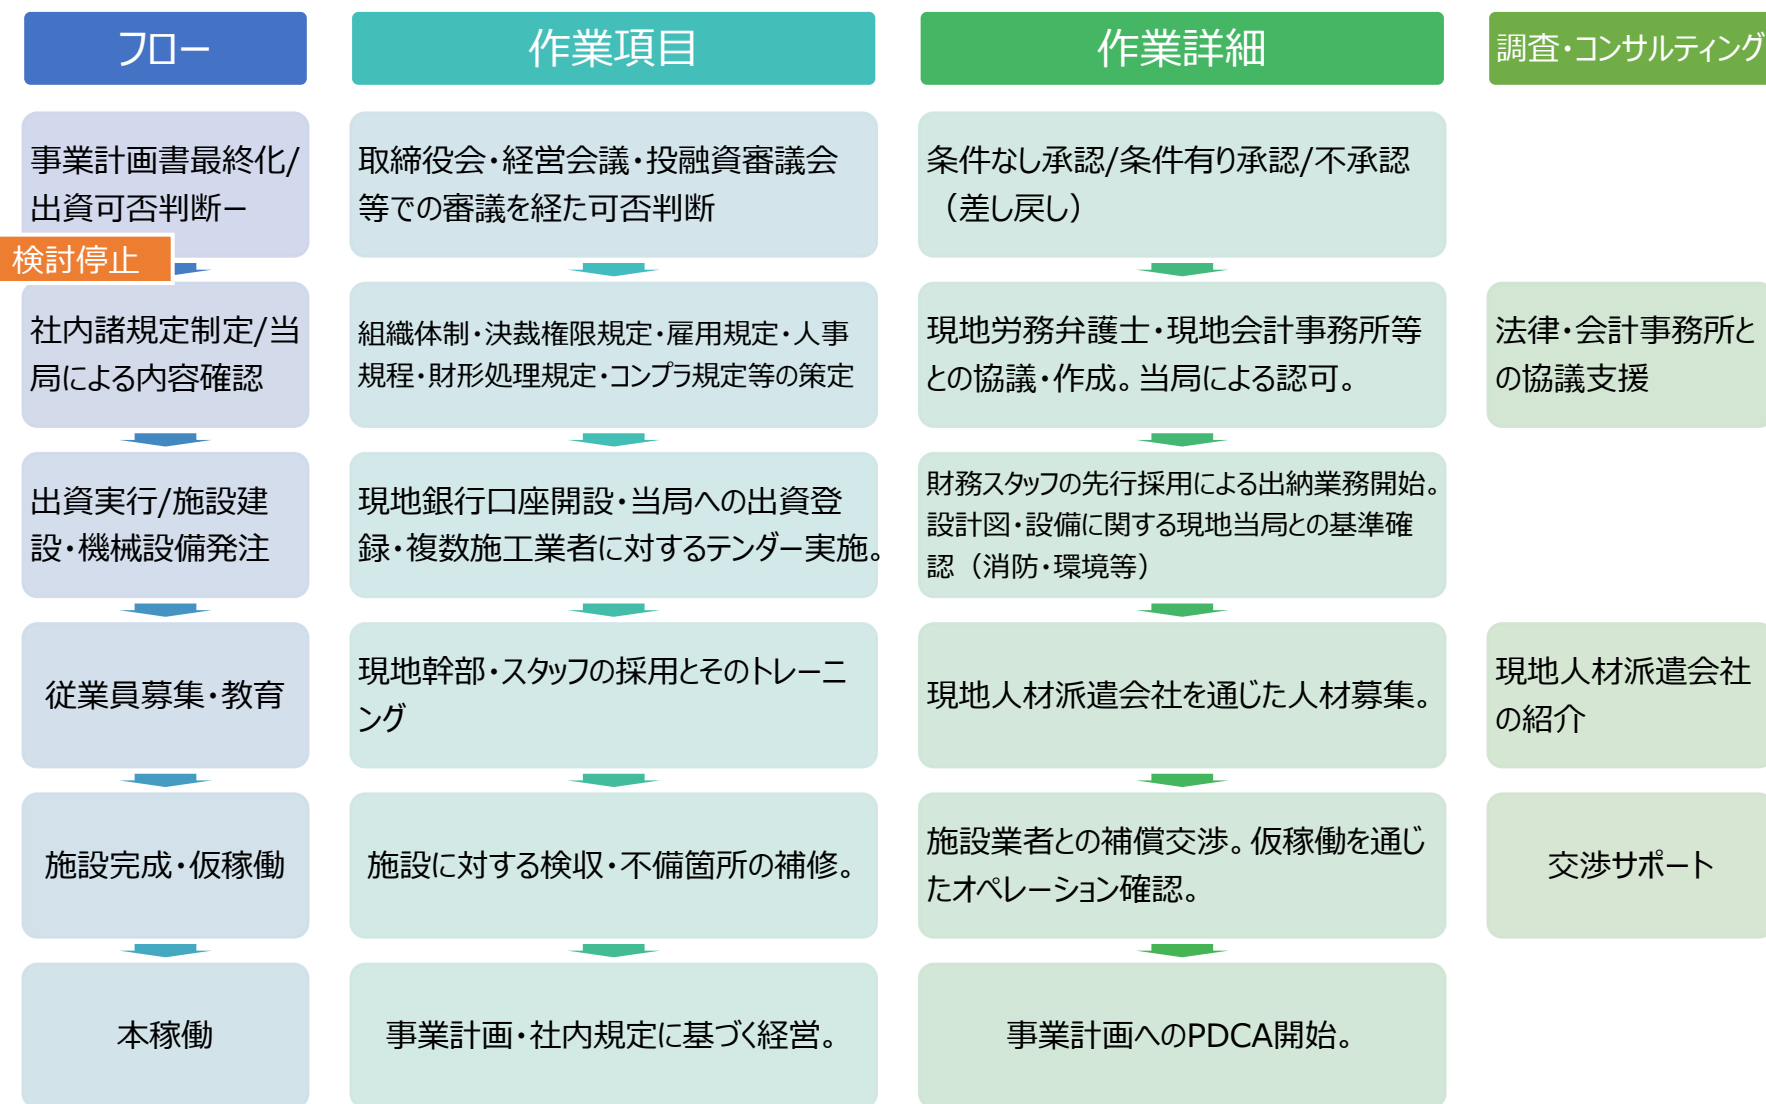 フロー
作業項目
作業詳細
調査・コンサルティング
事業計画書最終化/
出資可否判断ー
取締役会・経営会議・投融資審議会
等での審議を経た可否判断
条件なし承認/条件有り承認/不承認
（差し戻し）
検討停止
社内諸規定制定/当
局による内容確認
組織体制・決裁権限規定・雇用規定・人事
規程・財形処理規定・コンプラ規定等の策定
現地労務弁護士・現地会計事務所等
との協議・作成。当局による認可。
法律・会計事務所と
の協議支援
出資実行/施設建
設・機械設備発注
現地銀行口座開設・当局への出資登
録・複数施工業者に対するテンダー実施。
財務スタッフの先行採用による出納業務開始。
設計図・設備に関する現地当局との基準確
認（消防・環境等）
従業員募集・教育
現地幹部・スタッフの採用とそのトレーニ
ング
現地人材派遣会社を通じた人材募集。
現地人材派遣会社
の紹介
施設完成・仮稼働
施設に対する検収・不備箇所の補修。
施設業者との補償交渉。仮稼働を通じ
たオペレーション確認。
交渉サポート
本稼働
事業計画・社内規定に基づく経営。
事業計画へのPDCA開始。